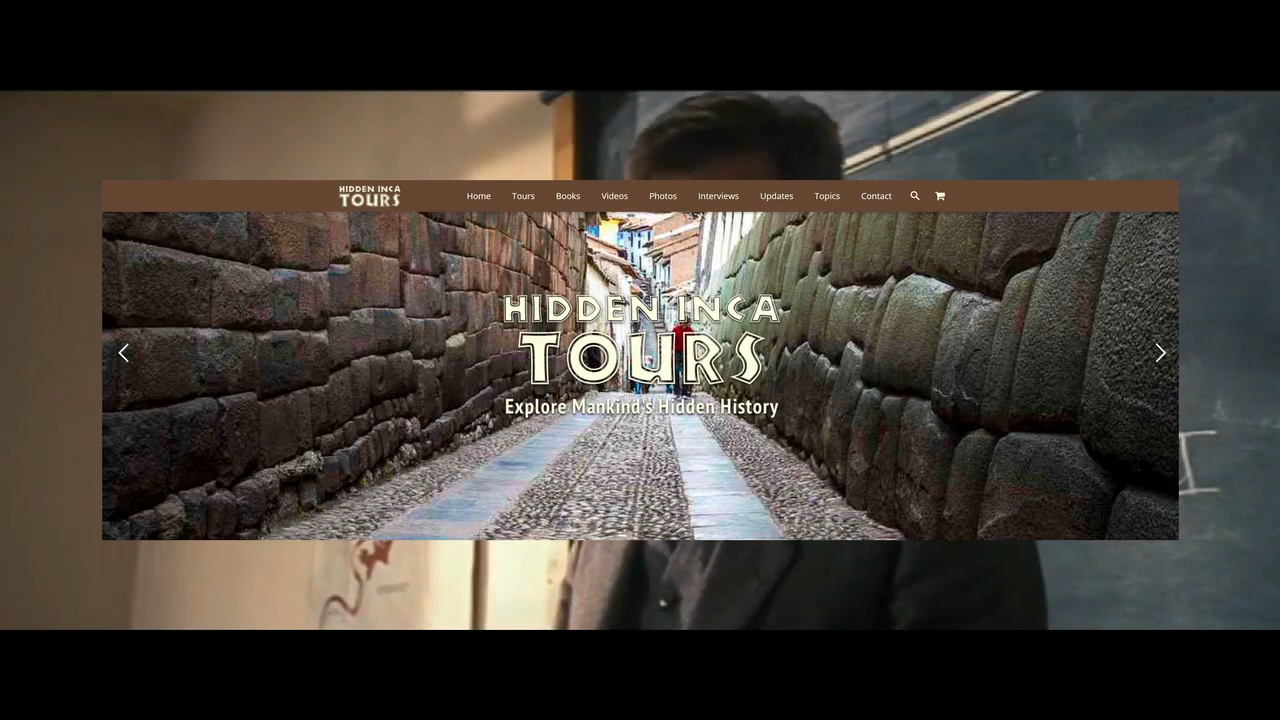 HIDDEN INCA
TOURS
Home Tours Books Videos Photos Interviews Updates Topics Contact
HIDDEN INCA
TOURS
Explore Mankind's Hidden History